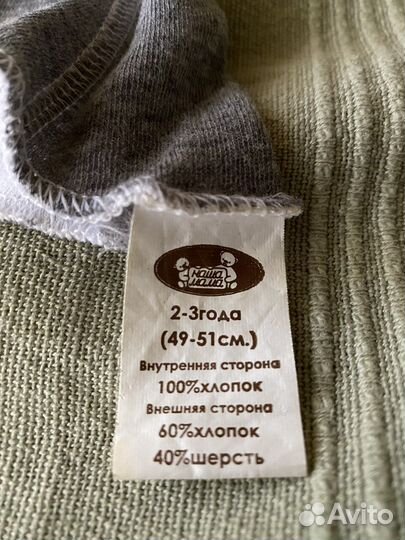 Наша
мама
2-3года
(49-51см.)
Внутренняя сторона
100%хлопок
Внешняя сторона
60%хлопок
40%шерсть
Avito